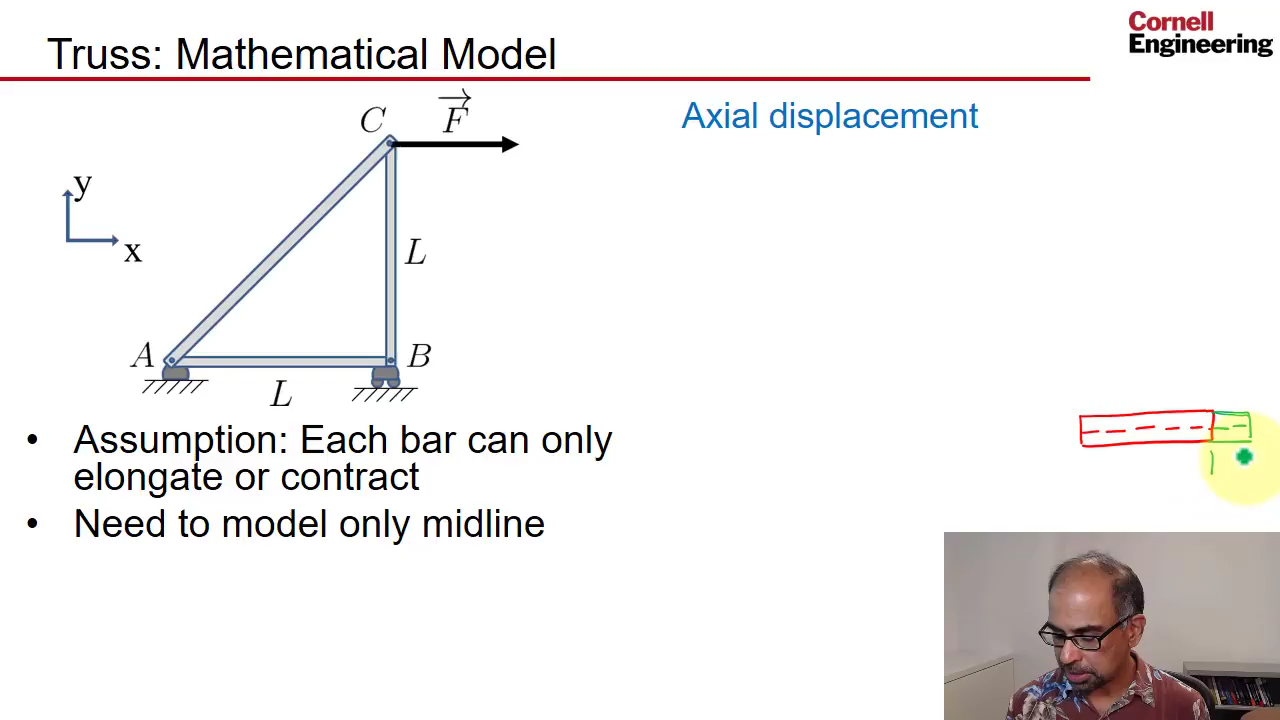 Truss: Mathematical Model
Cornell
Engineering
C
F
Axial displacement
y
x
L
A
B
L
• Assumption: Each bar can only
elongate or contract
• Need to model only midline